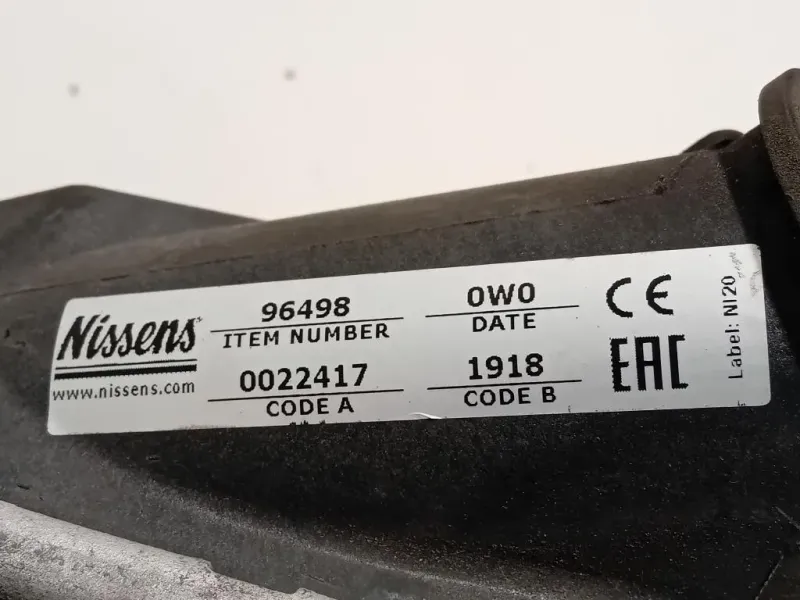 Nissens
www.nissens.com
96498
ITEM NUMBER
0022417
CODE A
0W0
DATE
1918
CODE B
CE
EAC
Label: NI20